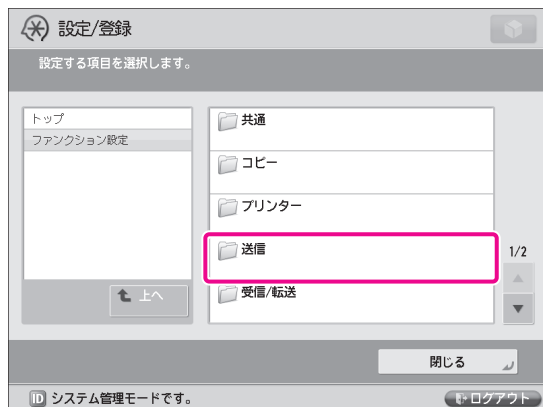 設定/登録
設定する項目を選択します。
トップ
ファンクション設定
共通
コピー
プリンター
送信
受信/転送
1/2
上へ
閉じる
ID システム管理モードです。
ログアウト